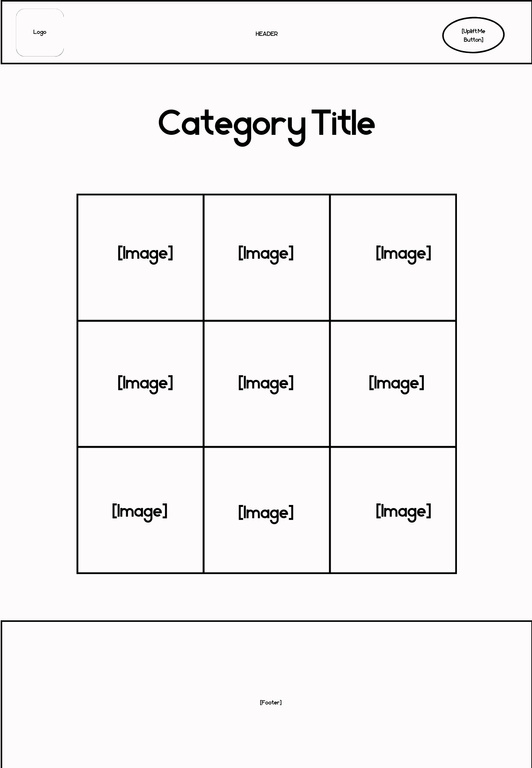 Logo
HEADER
[UpliftMe
Button]
Category Title
[Image]
[Image]
[Image]
[Image]
[Image]
[Image]
[Image]
[Image]
[Image]
[Footer]